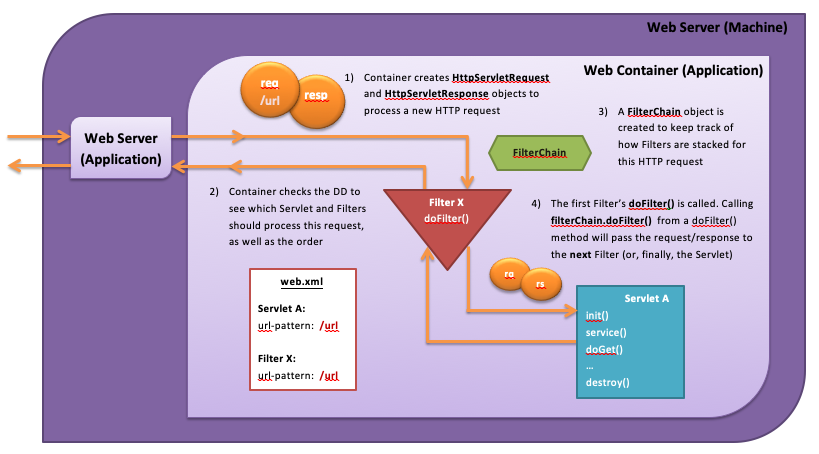 Web Server (Machine)
Web Container (Application)
req
/url
resp
1) Container creates HttpServletRequest
and HttpServletResponse objects to
process a new HTTP request
3) A FilterChain object is
created to keep track of
how Filters are stacked for
this HTTP request
Web Server
(Application)
FilterChain
2) Container checks the DD to
see which Servlet and Filters
should process this request,
as well as the order
Filter X
doFilter()
4) The first Filter's doFilter() is called. Calling
filterChain.doFilter() from a doFilter()
method will pass the request/response to
the next Filter (or, finally, the Servlet)
web.xml
Servlet A:
url-pattern: /url
Filter X:
url-pattern: /url
rq
rs
Servlet A
init()
service()
doGet()
...
destroy()